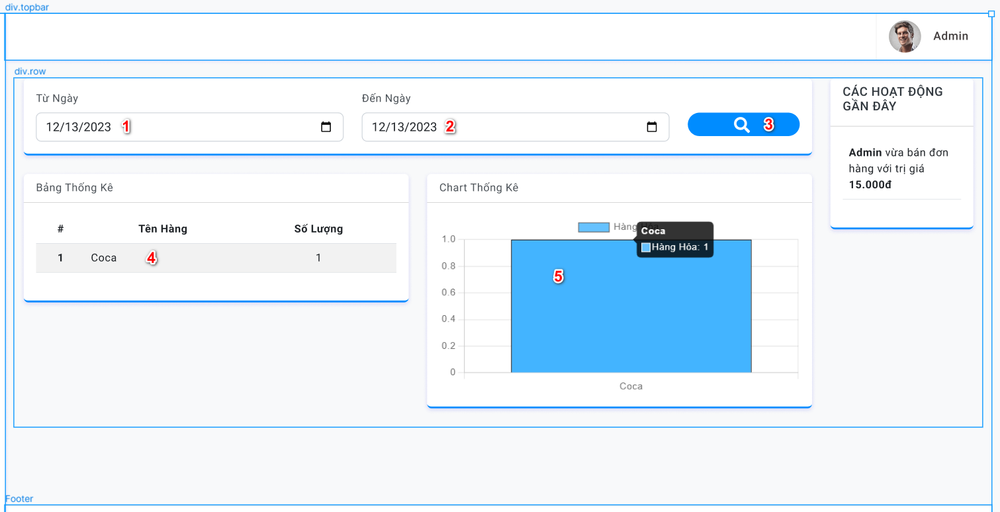 div.topbar
Admin
div.row
Từ Ngày
Đến Ngày
12/13/2023 1
12/13/2023 2
3
CÁC HOẠT ĐỘNG
GẦN ĐÂY
Admin vừa bán đơn
hàng với trị giá
15.000đ
Bảng Thống Kê
# Tên Hàng Số Lượng
1 Coca 4 1
Chart Thống Kê
Hàng Hóa
Coca
Hàng Hóa: 1
5
1.0
0.8
0.6
0.4
0.2
0
Coca
Footer